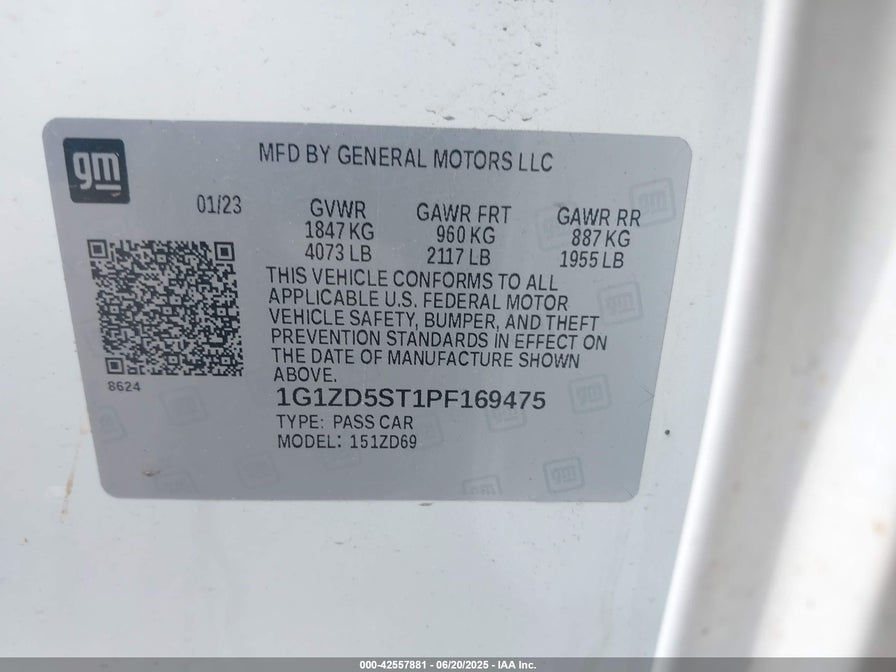 gm
MFD BY GENERAL MOTORS LLC
01/23
GVWR
1847 KG
4073 LB
GAWR FRT
960 KG
2117 LB
GAWR RR
887 KG
1955 LB
THIS VEHICLE CONFORMS TO ALL
APPLICABLE U.S. FEDERAL MOTOR
VEHICLE SAFETY, BUMPER, AND THEFT
PREVENTION STANDARDS IN EFFECT ON
THE DATE OF MANUFACTURE SHOWN
ABOVE.
8624
1G1ZD5ST1PF169475
TYPE: PASS CAR
MODEL: 151ZD69
000-42557881 - 06/20/2025 - IAA Inc.